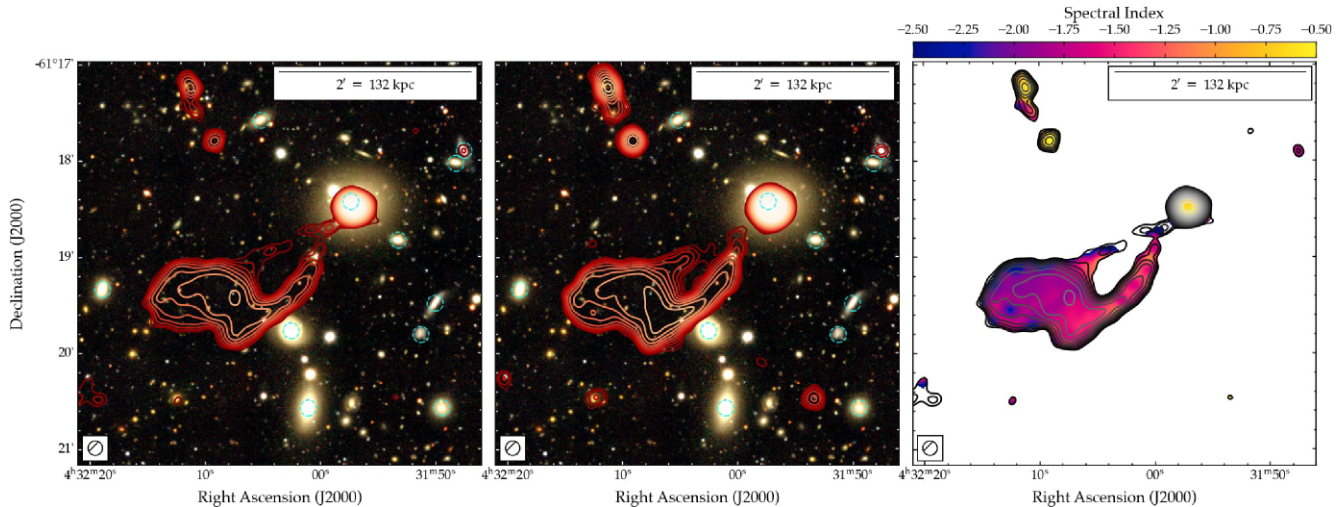 Spectral Index
−2.50 −2.25 −2.00 −1.75 −1.50 −1.25 −1.00 −0.75 −0.50
-61°17'
2' = 132 kpc
2' = 132 kpc
2' = 132 kpc
18'
19'
20'
21'
Declination (J2000)
4ʰ32ᵐ20ˢ 10ˢ 00ˢ 31ᵐ50ˢ
4ʰ32ᵐ20ˢ 10ˢ 00ˢ 31ᵐ50ˢ
4ʰ32ᵐ20ˢ 10ˢ 00ˢ 31ᵐ50ˢ
Right Ascension (J2000)
Right Ascension (J2000)
Right Ascension (J2000)